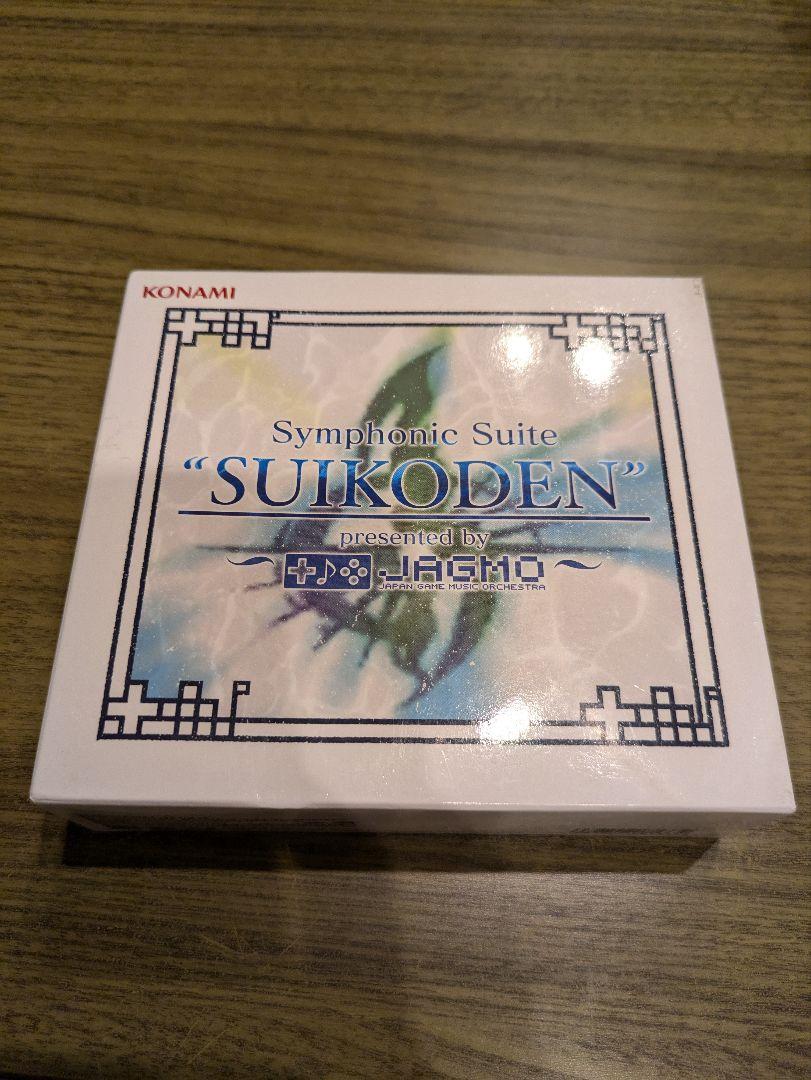 KONAMI
Symphonic Suite
“SUIKODEN”
presented by
～ JAGMO ～
JAPAN GAME MUSIC ORCHESTRA